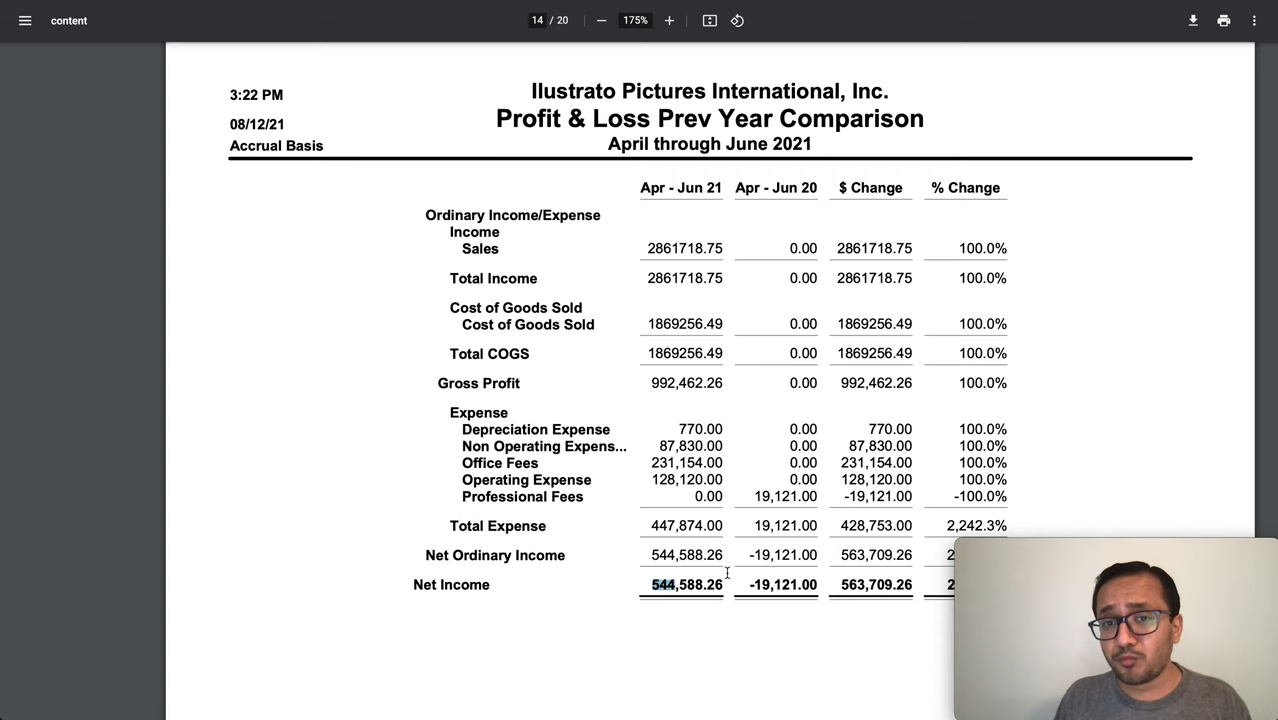 content
14 / 20
175%
3:22 PM
08/12/21
Accrual Basis
Ilustrato Pictures International, Inc.
Profit & Loss Prev Year Comparison
April through June 2021
Apr - Jun 21 Apr - Jun 20 $ Change % Change
Ordinary Income/Expense
Income
Sales 2861718.75 0.00 2861718.75 100.0%
Total Income 2861718.75 0.00 2861718.75 100.0%
Cost of Goods Sold
Cost of Goods Sold 1869256.49 0.00 1869256.49 100.0%
Total COGS 1869256.49 0.00 1869256.49 100.0%
Gross Profit 992,462.26 0.00 992,462.26 100.0%
Expense
Depreciation Expense 770.00 0.00 770.00 100.0%
Non Operating Expens... 87,830.00 0.00 87,830.00 100.0%
Office Fees 231,154.00 0.00 231,154.00 100.0%
Operating Expense 128,120.00 0.00 128,120.00 100.0%
Professional Fees 0.00 19,121.00 -19,121.00 -100.0%
Total Expense 447,874.00 19,121.00 428,753.00 2,242.3%
Net Ordinary Income 544,588.26 -19,121.00 563,709.26
Net Income 544,588.26 -19,121.00 563,709.26